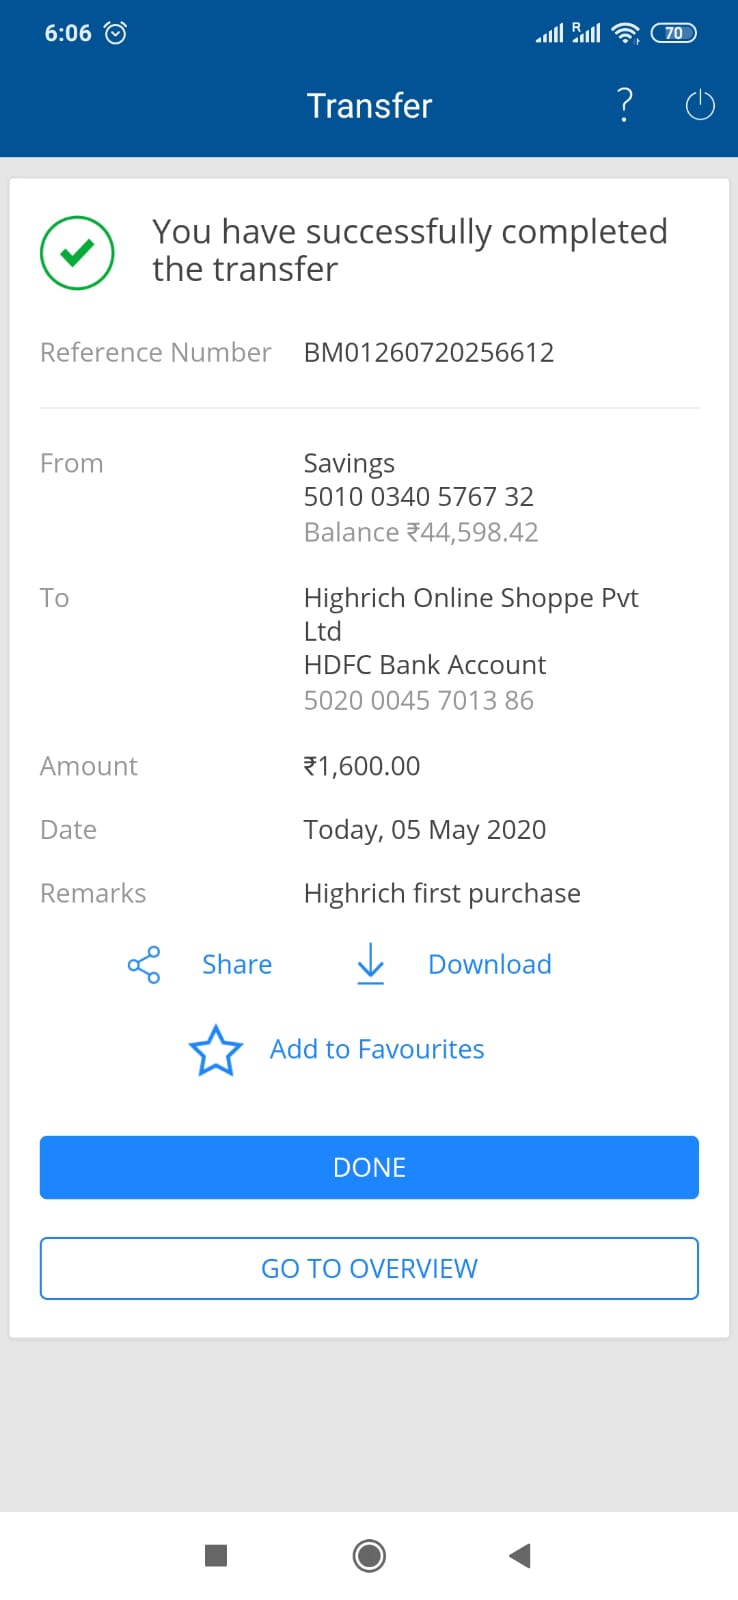 6:06
R
70
Transfer
?
You have successfully completed
the transfer
Reference Number BM01260720256612
From Savings
5010 0340 5767 32
Balance ₹44,598.42
To Highrich Online Shoppe Pvt
Ltd
HDFC Bank Account
5020 0045 7013 86
Amount ₹1,600.00
Date Today, 05 May 2020
Remarks Highrich first purchase
Share Download
Add to Favourites
DONE
GO TO OVERVIEW